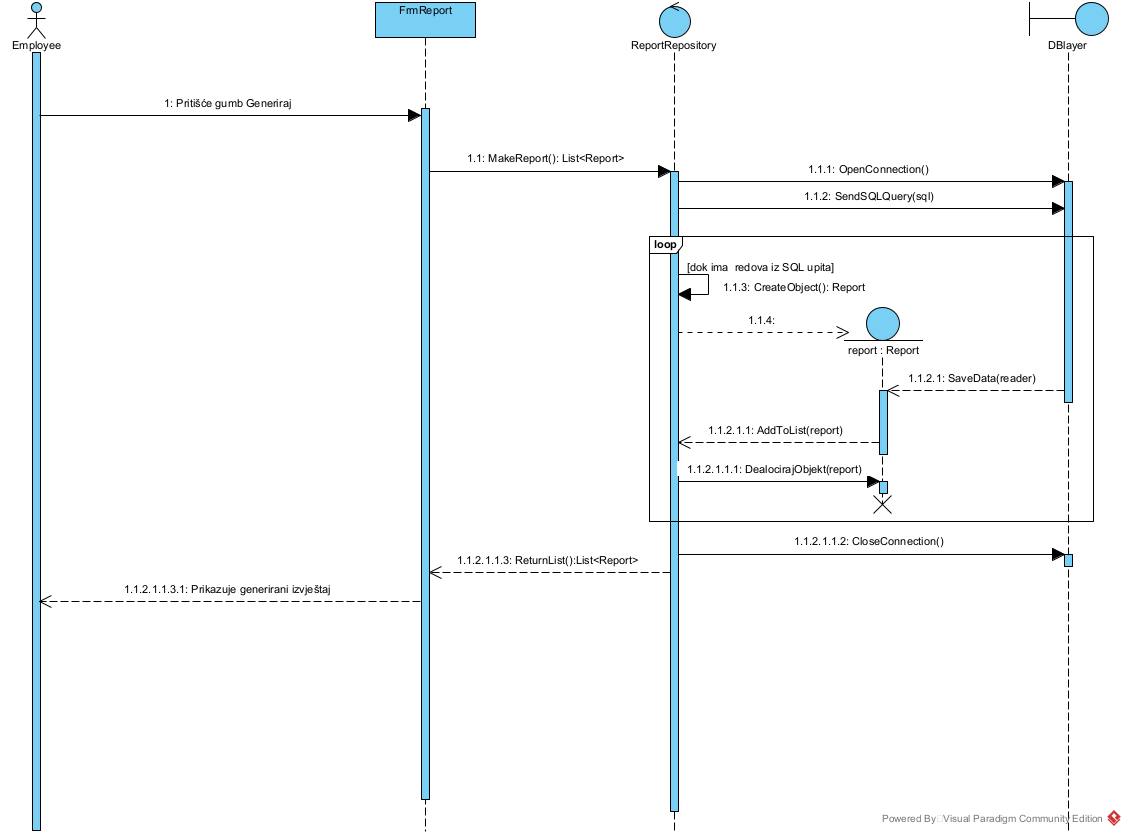 FrmReport
Employee
ReportRepository
DBlayer
1: Pritišće gumb Generiraj
1.1: MakeReport(): List<Report>
1.1.1: OpenConnection()
1.1.2: SendSQLQuery(sql)
loop
[dok ima  redova iz SQL upita]
1.1.3: CreateObject(): Report
1.1.4:
report : Report
1.1.2.1: SaveData(reader)
1.1.2.1.1: AddToList(report)
1.1.2.1.1.1: DealocirajObjekt(report)
1.1.2.1.1.2: CloseConnection()
1.1.2.1.1.3: ReturnList():List<Report>
1.1.2.1.1.3.1: Prikazuje generirani izvještaj
Powered By Visual Paradigm Community Edition